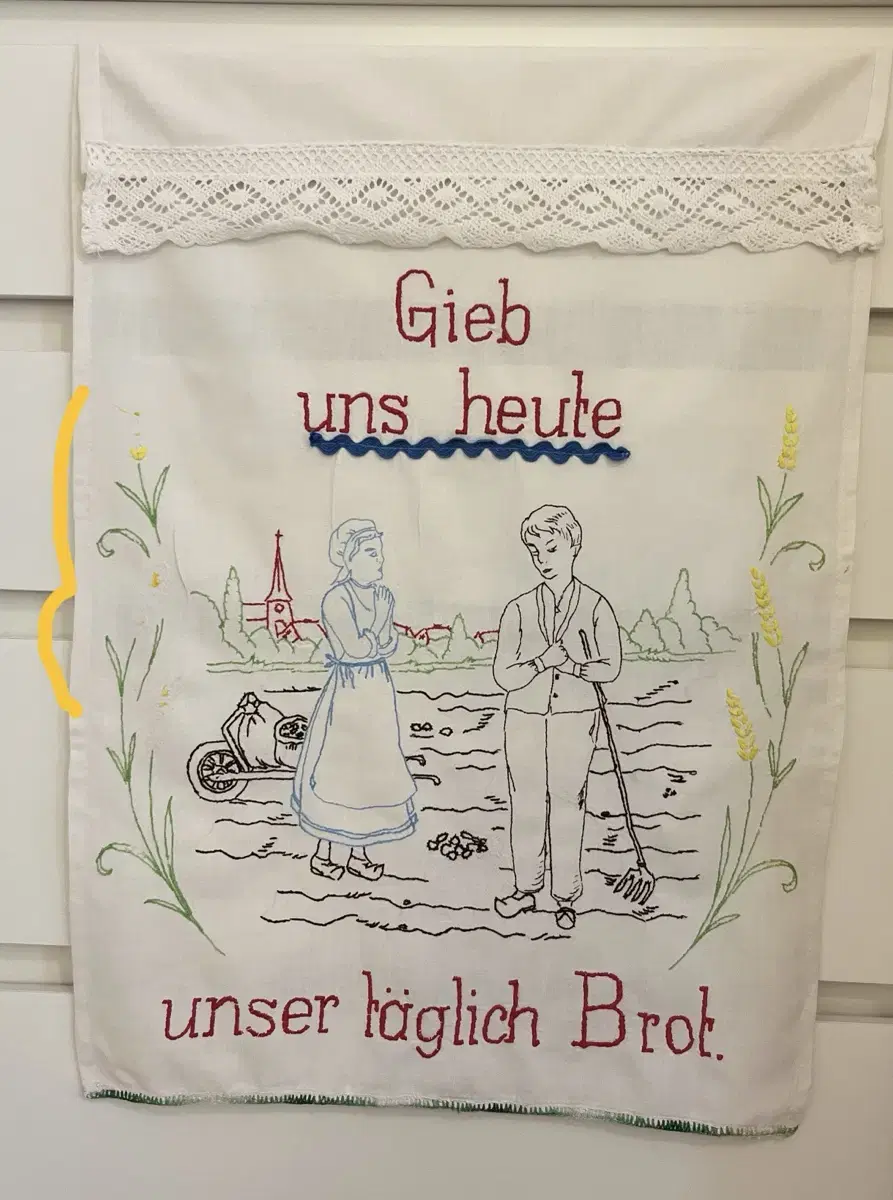 Gieb
uns heute
unser täglich Brot.